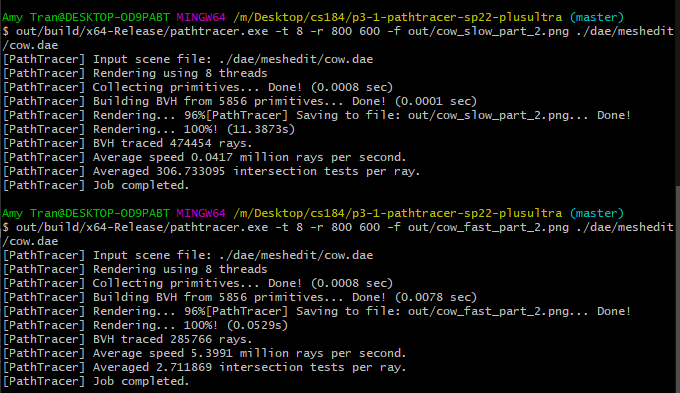 Amy Tran@DESKTOP-OD9PABT MINGW64 /m/Desktop/cs184/p3-1-pathtracer-sp22-plusultra (master)
$ out/build/x64-Release/pathtracer.exe -t 8 -r 800 600 -f out/cow_slow_part_2.png ./dae/meshedit
/cow.dae
[PathTracer] Input scene file: ./dae/meshedit/cow.dae
[PathTracer] Rendering using 8 threads
[PathTracer] Collecting primitives... Done! (0.0008 sec)
[PathTracer] Building BVH from 5856 primitives... Done! (0.0001 sec)
[PathTracer] Rendering... 96%[PathTracer] Saving to file: out/cow_slow_part_2.png... Done!
[PathTracer] Rendering... 100%! (11.3873s)
[PathTracer] BVH traced 474454 rays.
[PathTracer] Average speed 0.0417 million rays per second.
[PathTracer] Averaged 306.733095 intersection tests per ray.
[PathTracer] Job completed.
Amy Tran@DESKTOP-OD9PABT MINGW64 /m/Desktop/cs184/p3-1-pathtracer-sp22-plusultra (master)
$ out/build/x64-Release/pathtracer.exe -t 8 -r 800 600 -f out/cow_fast_part_2.png ./dae/meshedit
/cow.dae
[PathTracer] Input scene file: ./dae/meshedit/cow.dae
[PathTracer] Rendering using 8 threads
[PathTracer] Collecting primitives... Done! (0.0008 sec)
[PathTracer] Building BVH from 5856 primitives... Done! (0.0078 sec)
[PathTracer] Rendering... 96%[PathTracer] Saving to file: out/cow_fast_part_2.png... Done!
[PathTracer] Rendering... 100%! (0.0529s)
[PathTracer] BVH traced 285766 rays.
[PathTracer] Average speed 5.3991 million rays per second.
[PathTracer] Averaged 2.711869 intersection tests per ray.
[PathTracer] Job completed.